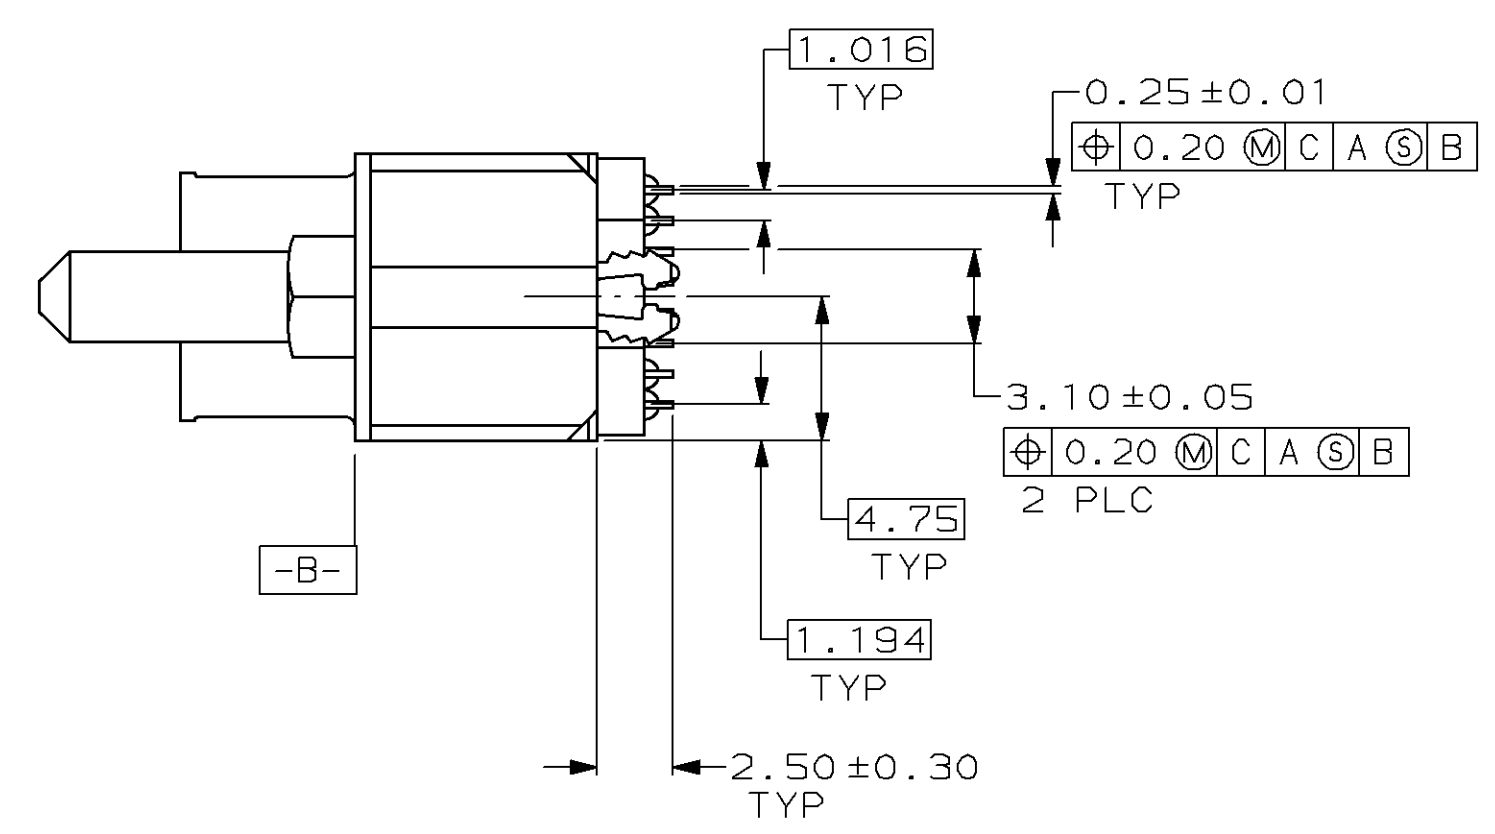 1.016
TYP
0.25±0.01
⌖ 0.20 Ⓜ C A Ⓢ B
TYP
3.10±0.05
⌖ 0.20 Ⓜ C A Ⓢ B
2 PLC
4.75
TYP
-B-
1.194
TYP
2.50±0.30
TYP